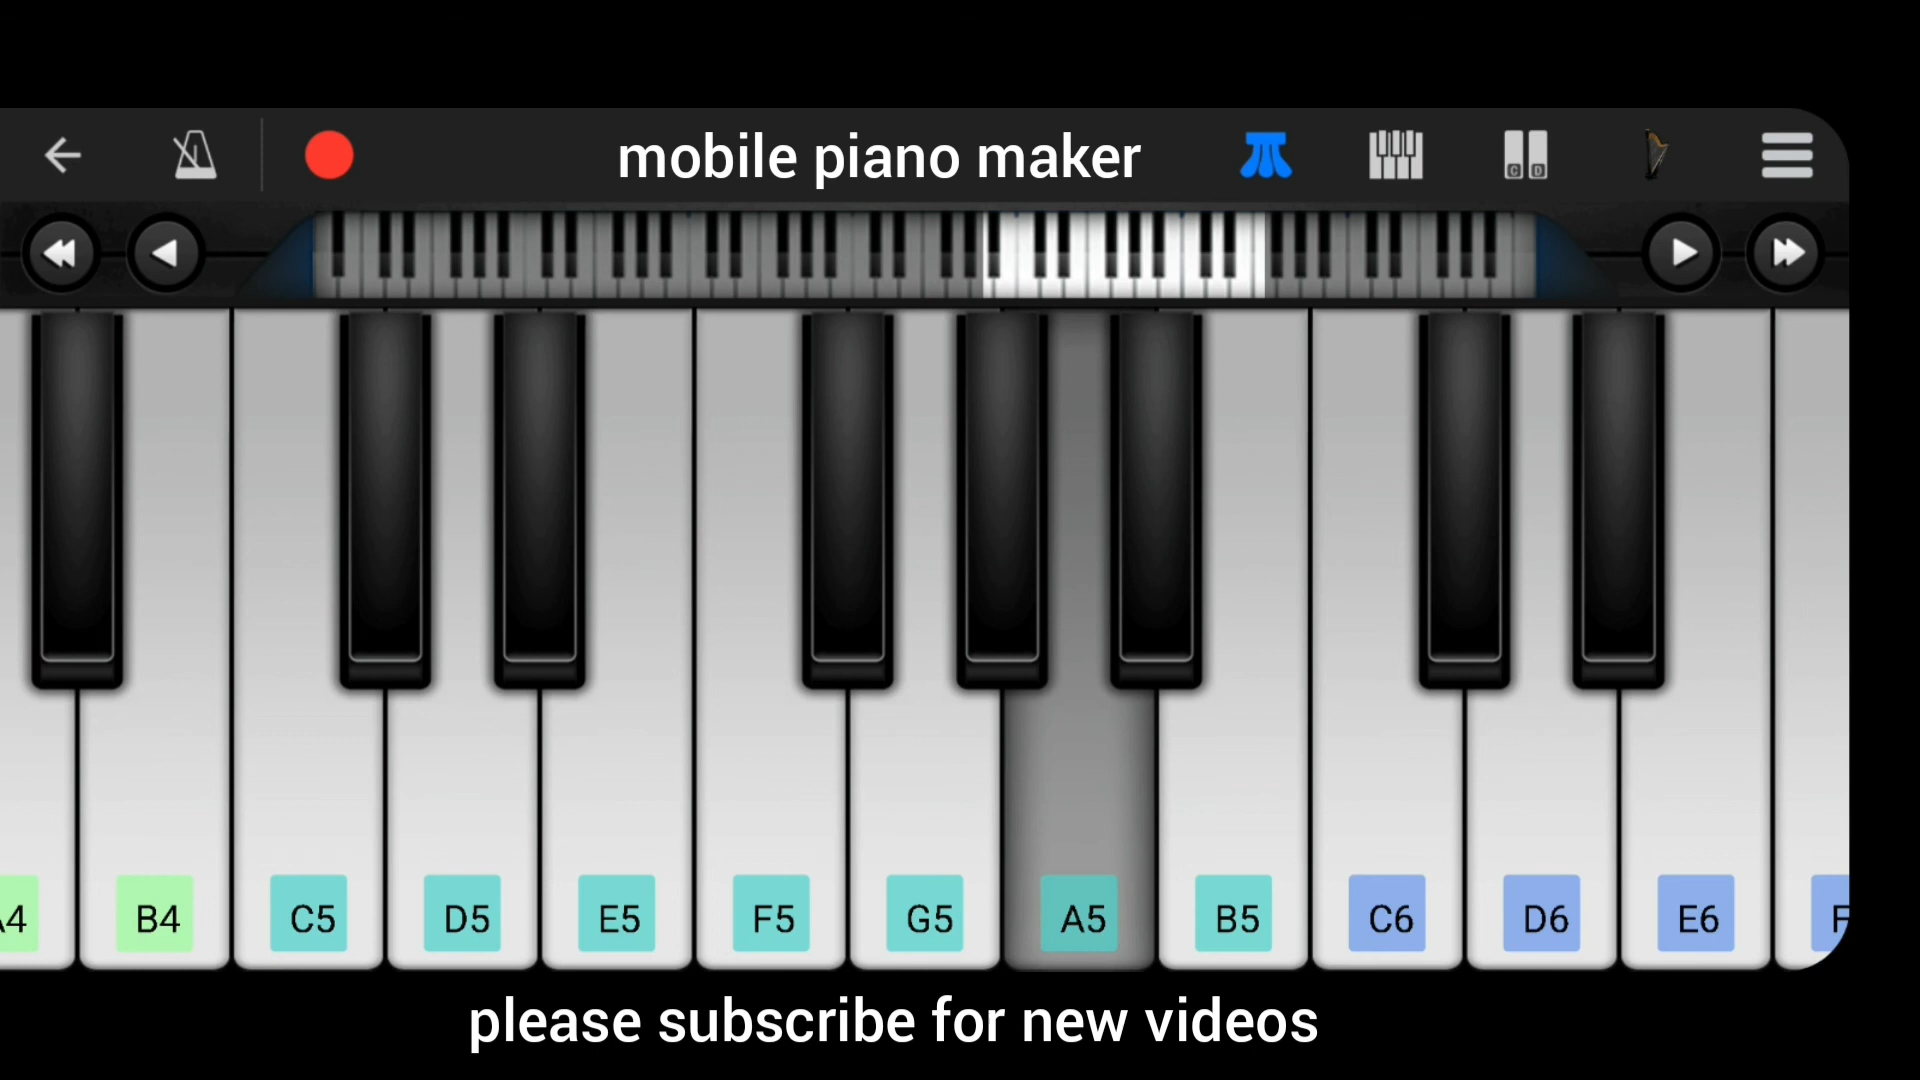 mobile piano maker
C D
A4 B4 C5 D5 E5 F5 G5 A5 B5 C6 D6 E6 F
please subscribe for new videos